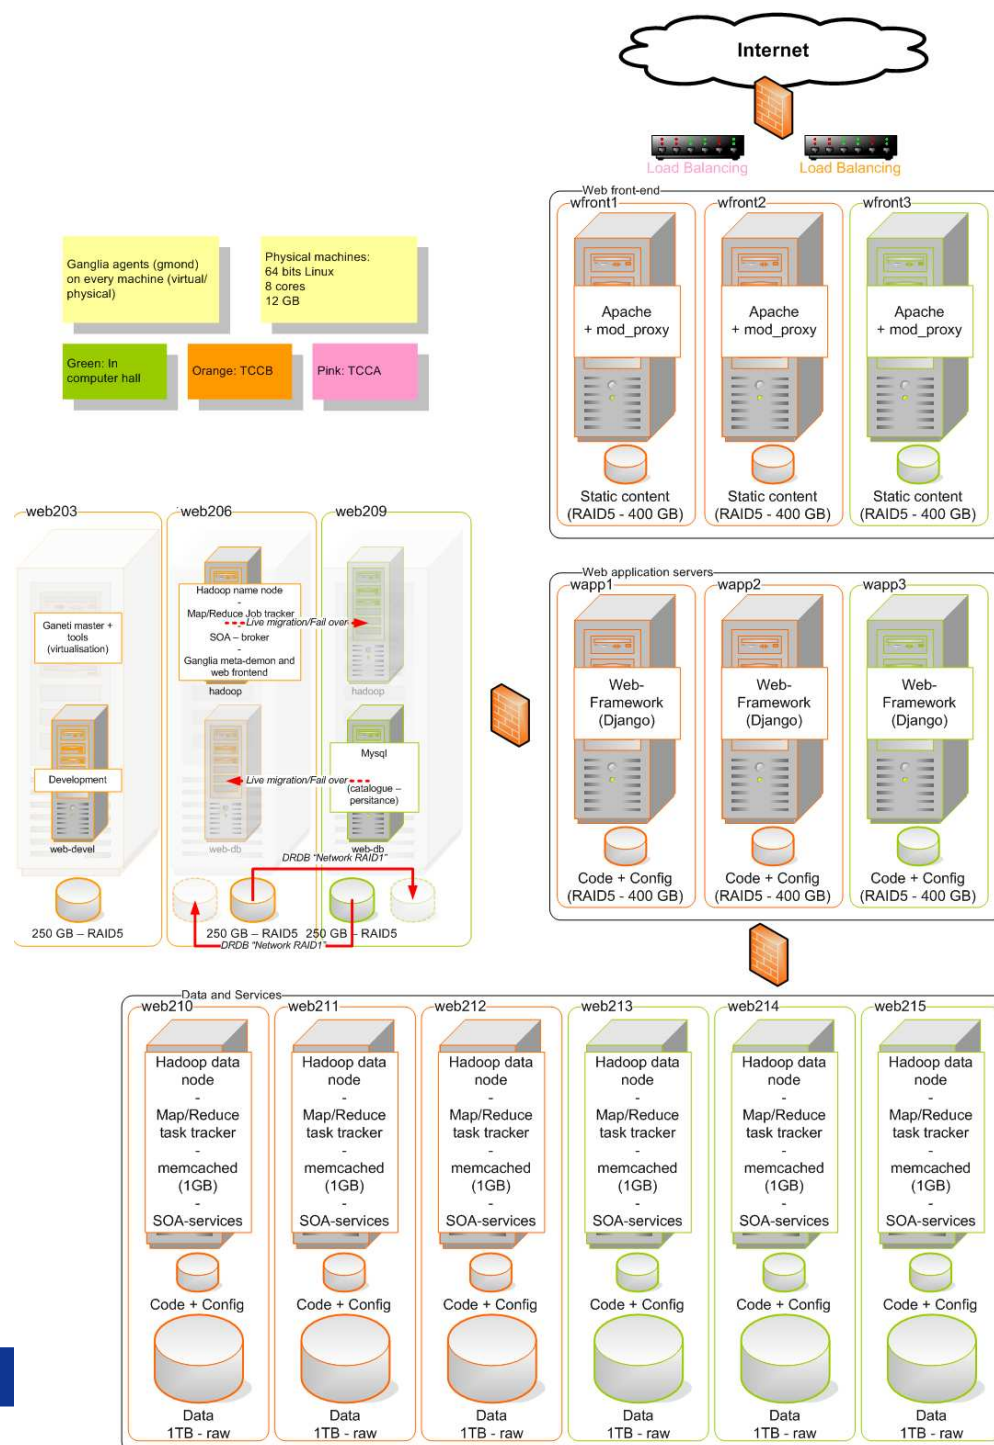 Internet
Load Balancing
Load Balancing
Web front-end
wfront1
wfront2
wfront3
Apache
+ mod_proxy
Apache
+ mod_proxy
Apache
+ mod_proxy
Static content
(RAID5 - 400 GB)
Static content
(RAID5 - 400 GB)
Static content
(RAID5 - 400 GB)
Ganglia agents (gmond)
on every machine (virtual/
physical)
Physical machines:
64 bits Linux
8 cores
12 GB
Green: In
computer hall
Orange: TCCB
Pink: TCCA
web203
web206
web209
Ganeti master +
tools
(virtualisation)
Development
web-devel
250 GB – RAID5
Hadoop name node
-
Map/Reduce Job tracker
-
SOA – broker
-
Ganglia meta-demon and
web frontend
hadoop
Live migration/Fail over
hadoop
Mysql
(catalogue –
persitance)
Live migration/Fail over
web-db
web-db
DRDB "Network RAID1"
250 GB – RAID5
250 GB – RAID5
DRDB "Network RAID1"
Web application servers
wapp1
wapp2
wapp3
Web-
Framework
(Django)
Web-
Framework
(Django)
Web-
Framework
(Django)
Code + Config
(RAID5 - 400 GB)
Code + Config
(RAID5 - 400 GB)
Code + Config
(RAID5 - 400 GB)
Data and Services
web210
web211
web212
web213
web214
web215
Hadoop data
node
-
Map/Reduce
task tracker
-
memcached
(1GB)
-
SOA-services
Hadoop data
node
-
Map/Reduce
task tracker
-
memcached
(1GB)
-
SOA-services
Hadoop data
node
-
Map/Reduce
task tracker
-
memcached
(1GB)
-
SOA-services
Hadoop data
node
-
Map/Reduce
task tracker
-
memcached
(1GB)
-
SOA-services
Hadoop data
node
-
Map/Reduce
task tracker
-
memcached
(1GB)
-
SOA-services
Hadoop data
node
-
Map/Reduce
task tracker
-
memcached
(1GB)
-
SOA-services
Code + Config
Code + Config
Code + Config
Code + Config
Code + Config
Code + Config
Data
1TB - raw
Data
1TB - raw
Data
1TB - raw
Data
1TB - raw
Data
1TB - raw
Data
1TB - raw